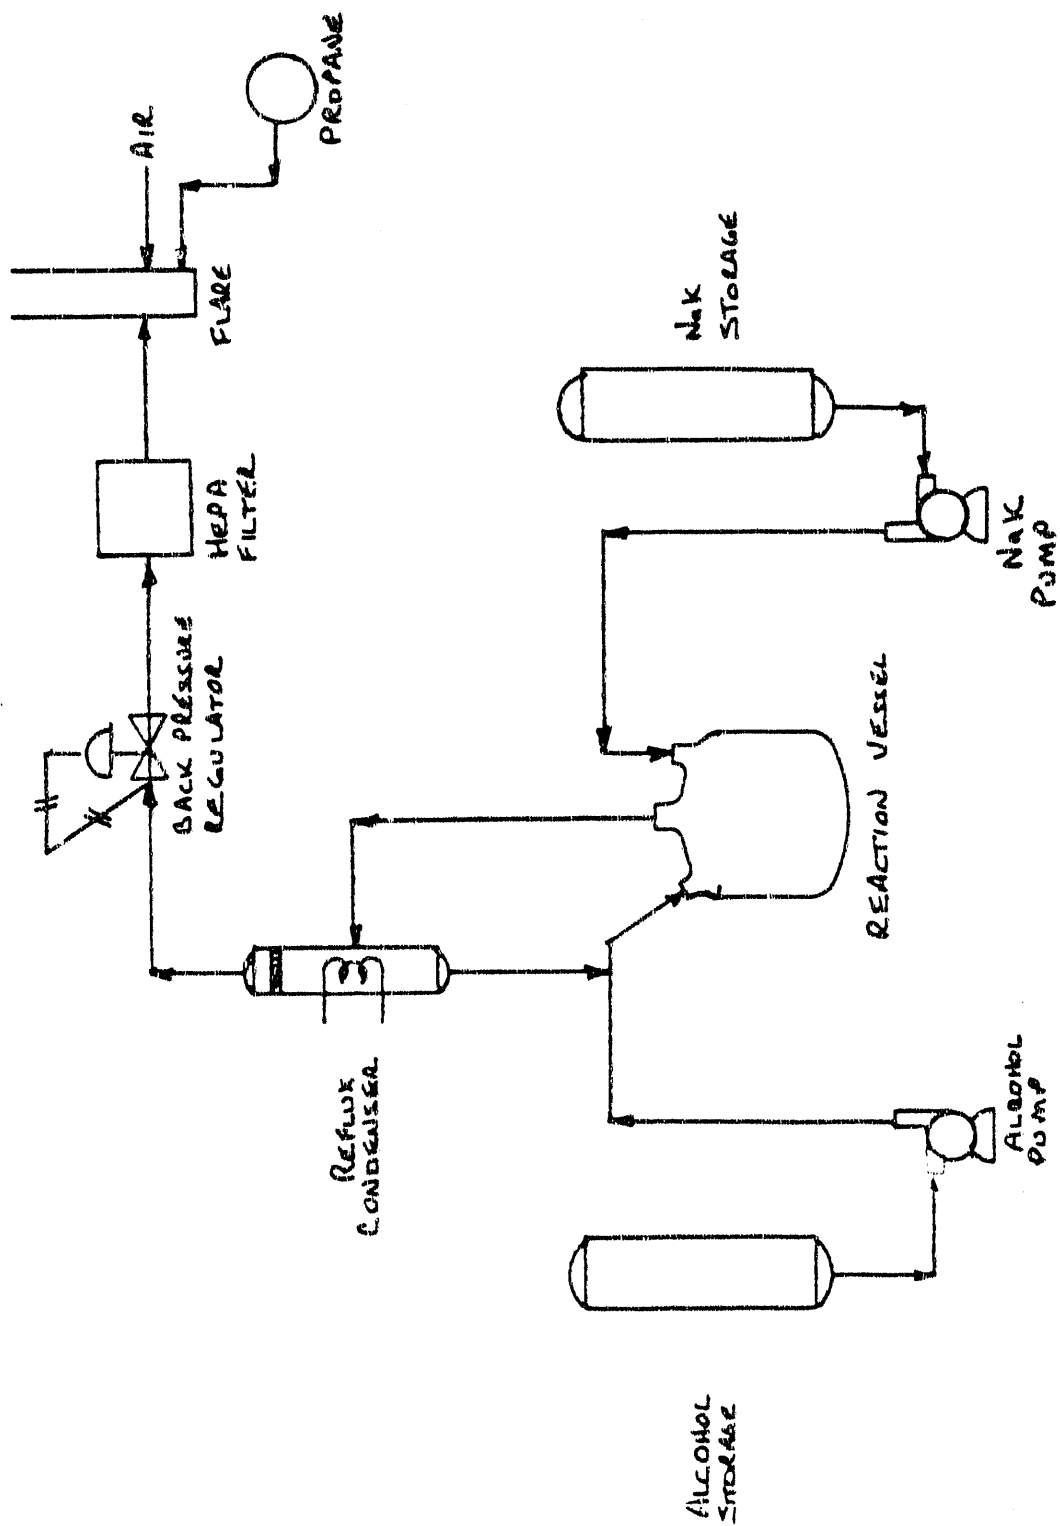 AIR
PROPANE
FLARE
HEPA
FILTER
BACK PRESSURE
REGULATOR
REFLUX
CONDENSER
NaK
STORAGE
NaK
PUMP
REACTION VESSEL
ALCOHOL
PUMP
ALCOHOL
STORAGE